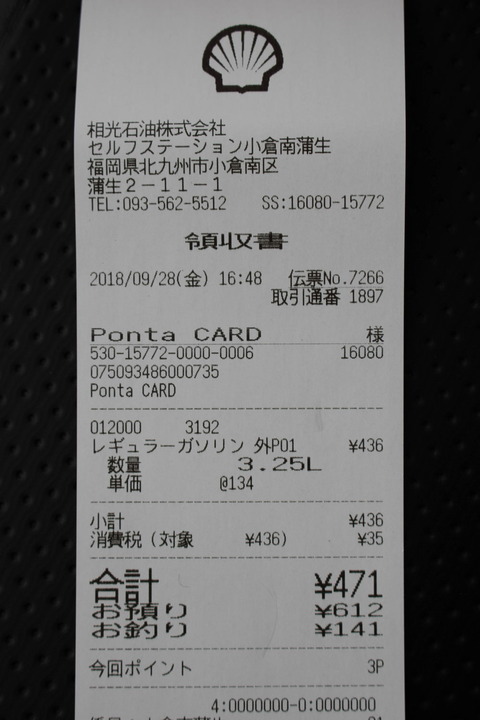 相光石油株式会社
セルフステーション小倉南蒲生
福岡県北九州市小倉南区
蒲生２－１１－１
TEL:093-562-5512 SS:16080-15772
領収書
2018/09/28(金) 16:48 伝票No.7266
取引通番 1897
Ponta CARD 様
530-15772-0000-0006 16080
075093486000735
Ponta CARD
012000 3192
レギュラーガソリン 外P01 ¥436
数量 3.25L
単価 @134
小計 ¥436
消費税(対象 ¥436) ¥35
合計 ¥471
お預り ¥612
お釣り ¥141
今回ポイント 3P
4:0000000-0:0000000